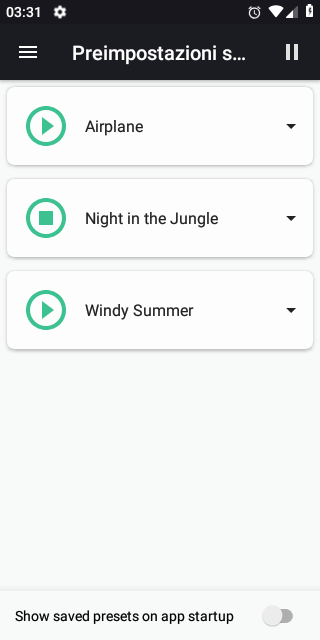 03:31
Preimpostazioni s...
Airplane
Night in the Jungle
Windy Summer
Show saved presets on app startup